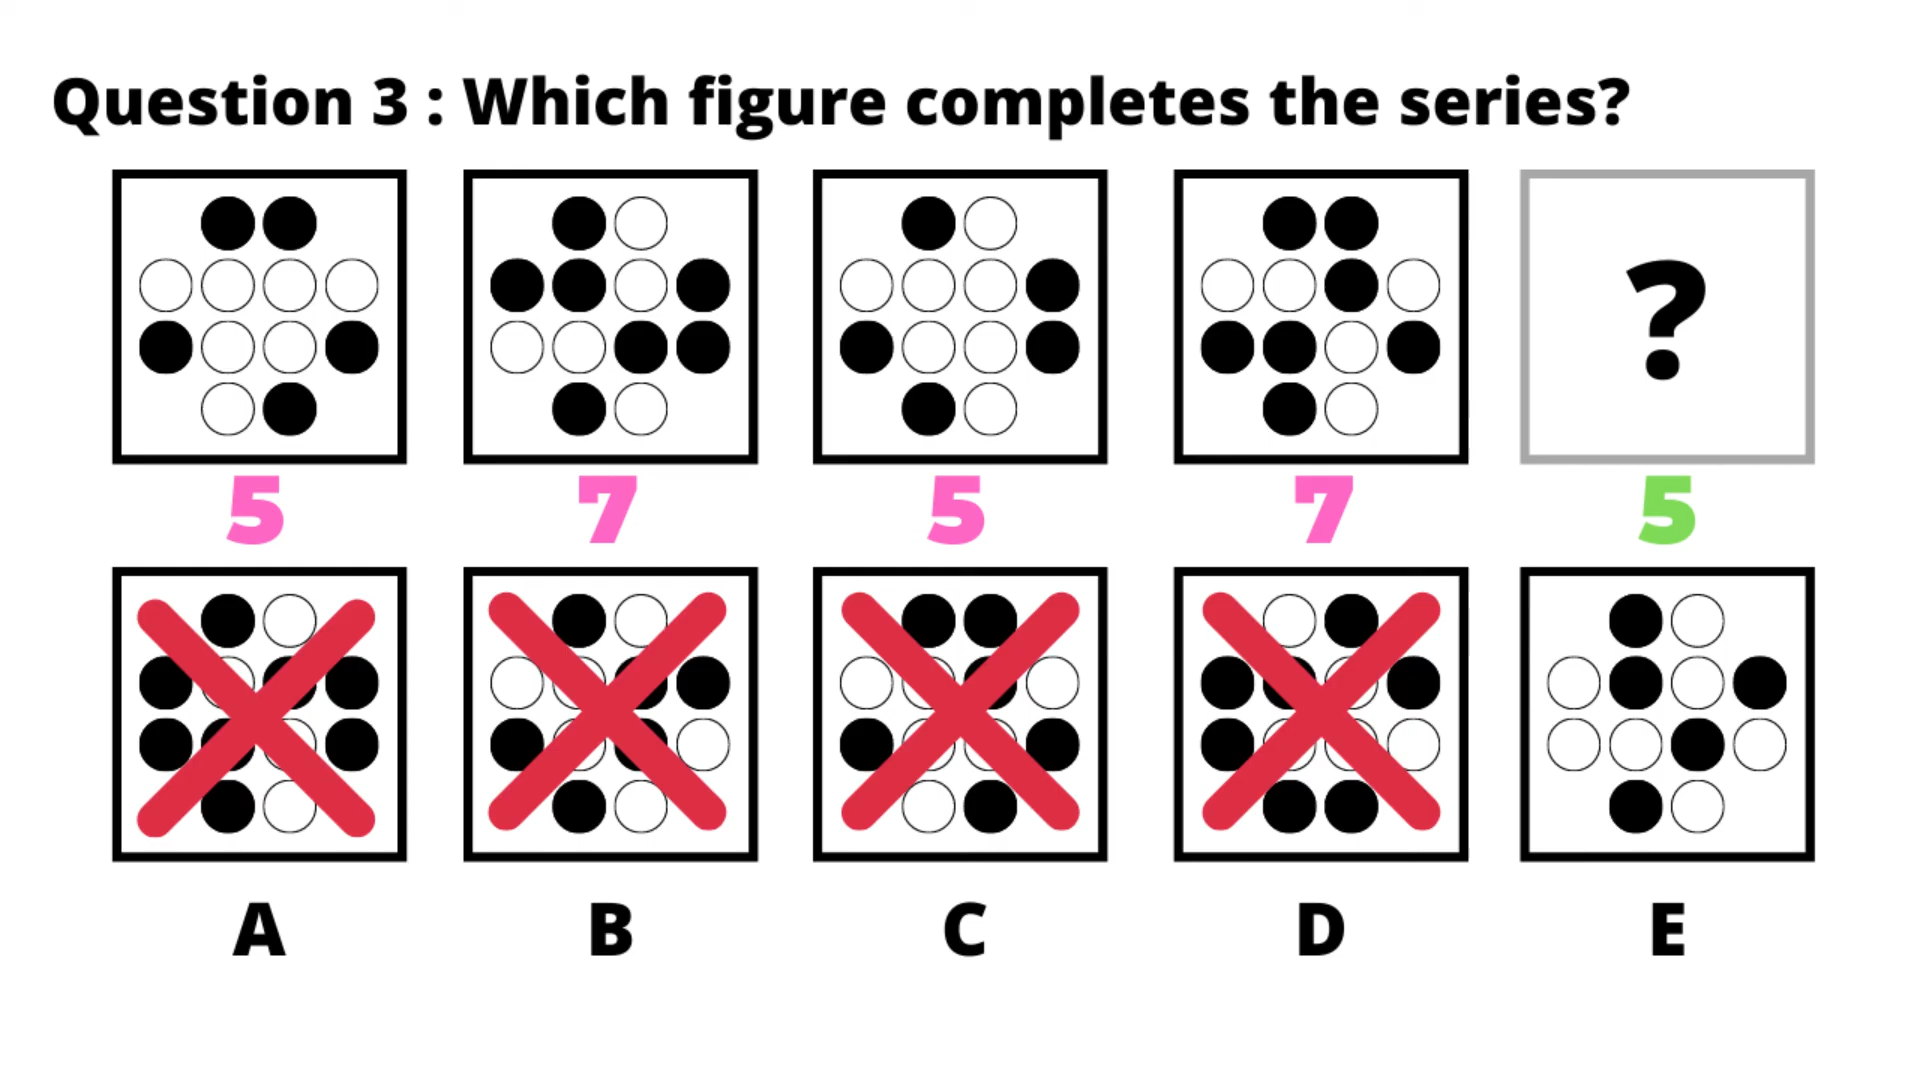 Question 3 : Which figure completes the series?
?
5 7 5 7 5
A B C D E